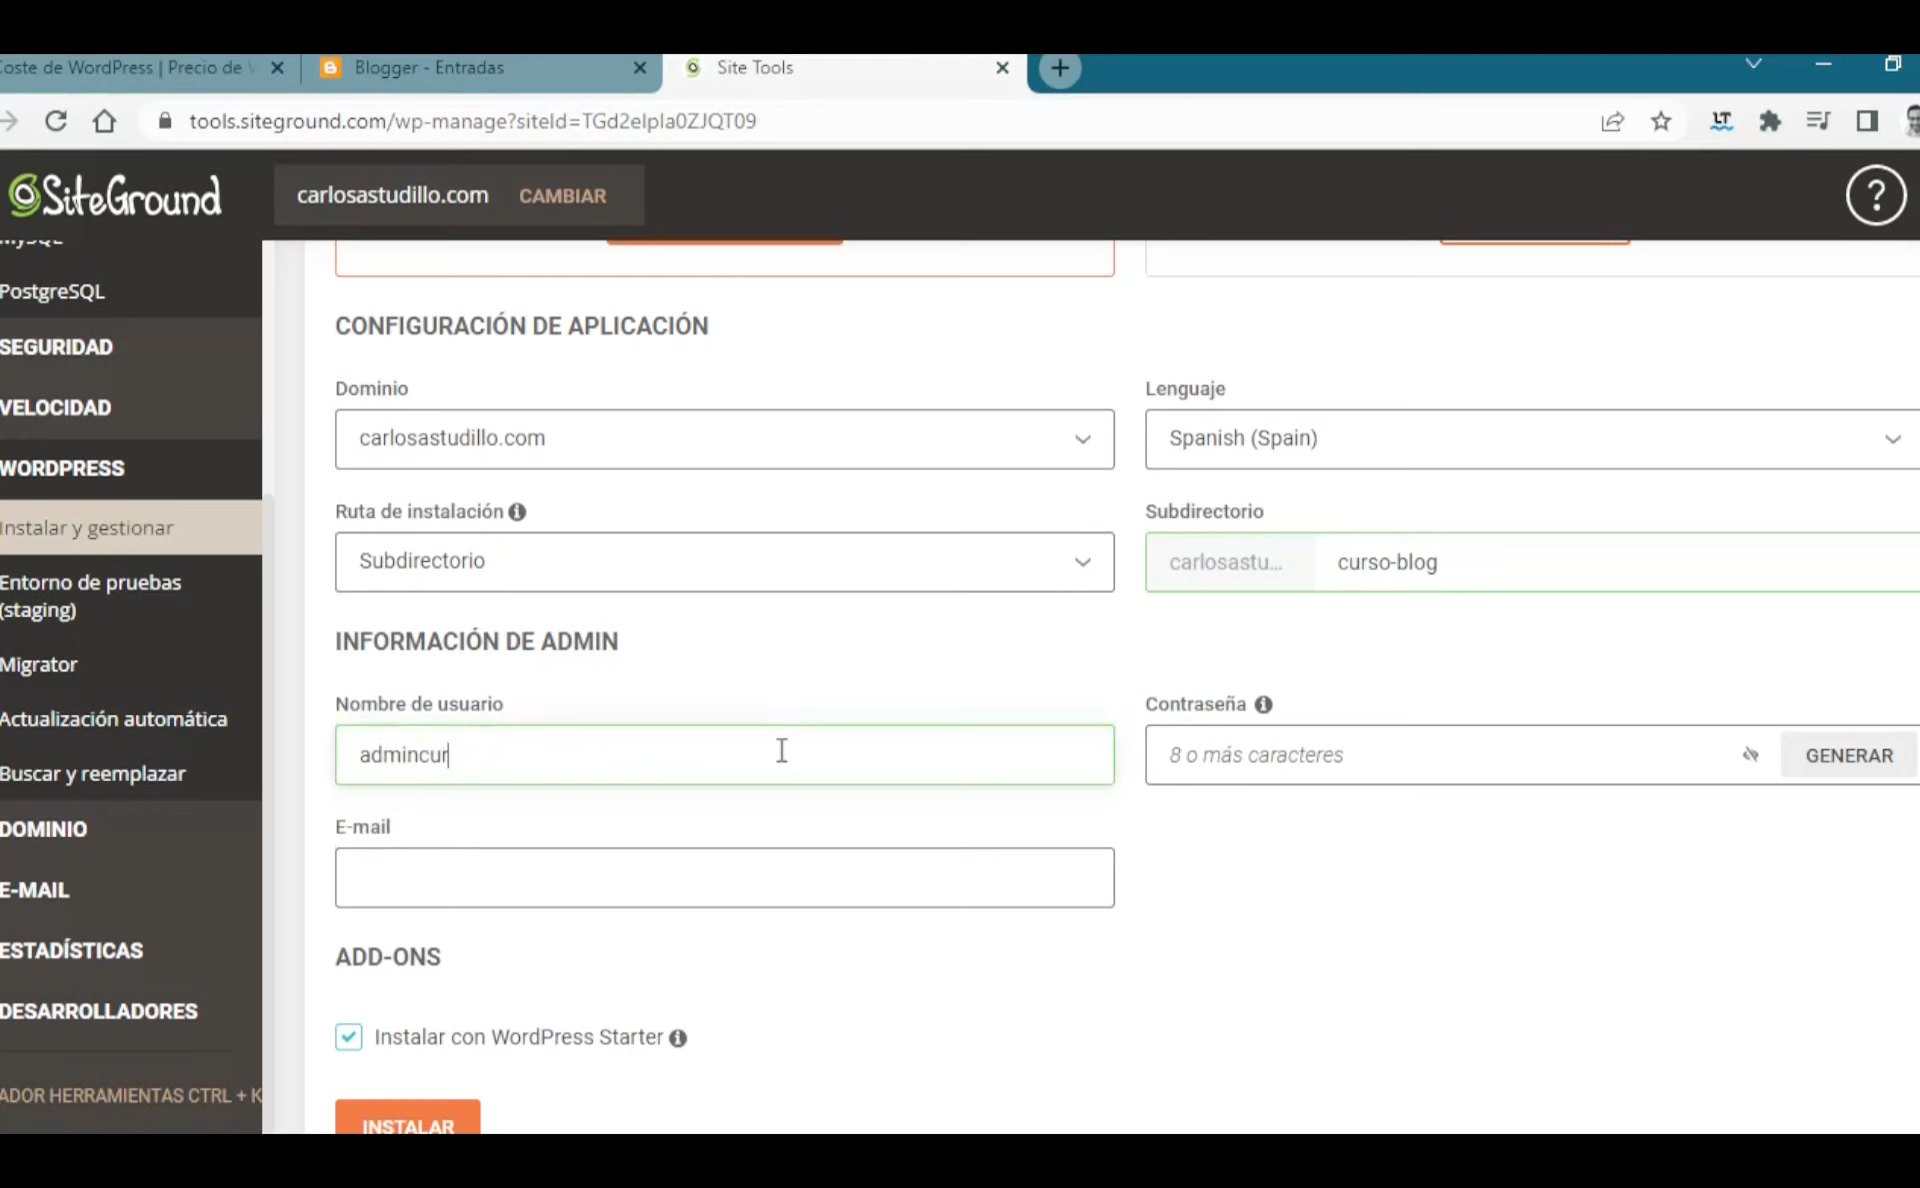 Coste de WordPress | Precio de
Blogger - Entradas
Site Tools
tools.siteground.com/wp-manage?siteId=TGd2elpla0ZJQT09
SiteGround
carlosastudillo.com CAMBIAR
?
MySQL
PostgreSQL
SEGURIDAD
VELOCIDAD
WORDPRESS
Instalar y gestionar
Entorno de pruebas
(staging)
Migrator
Actualización automática
Buscar y reemplazar
DOMINIO
E-MAIL
ESTADÍSTICAS
DESARROLLADORES
ADOR HERRAMIENTAS CTRL + K
CONFIGURACIÓN DE APLICACIÓN
Dominio
carlosastudillo.com
Lenguaje
Spanish (Spain)
Ruta de instalación
Subdirectorio
Subdirectorio
carlosastu... curso-blog
INFORMACIÓN DE ADMIN
Nombre de usuario
admincur
Contraseña
8 o más caracteres
GENERAR
E-mail
ADD-ONS
Instalar con WordPress Starter
INSTALAR